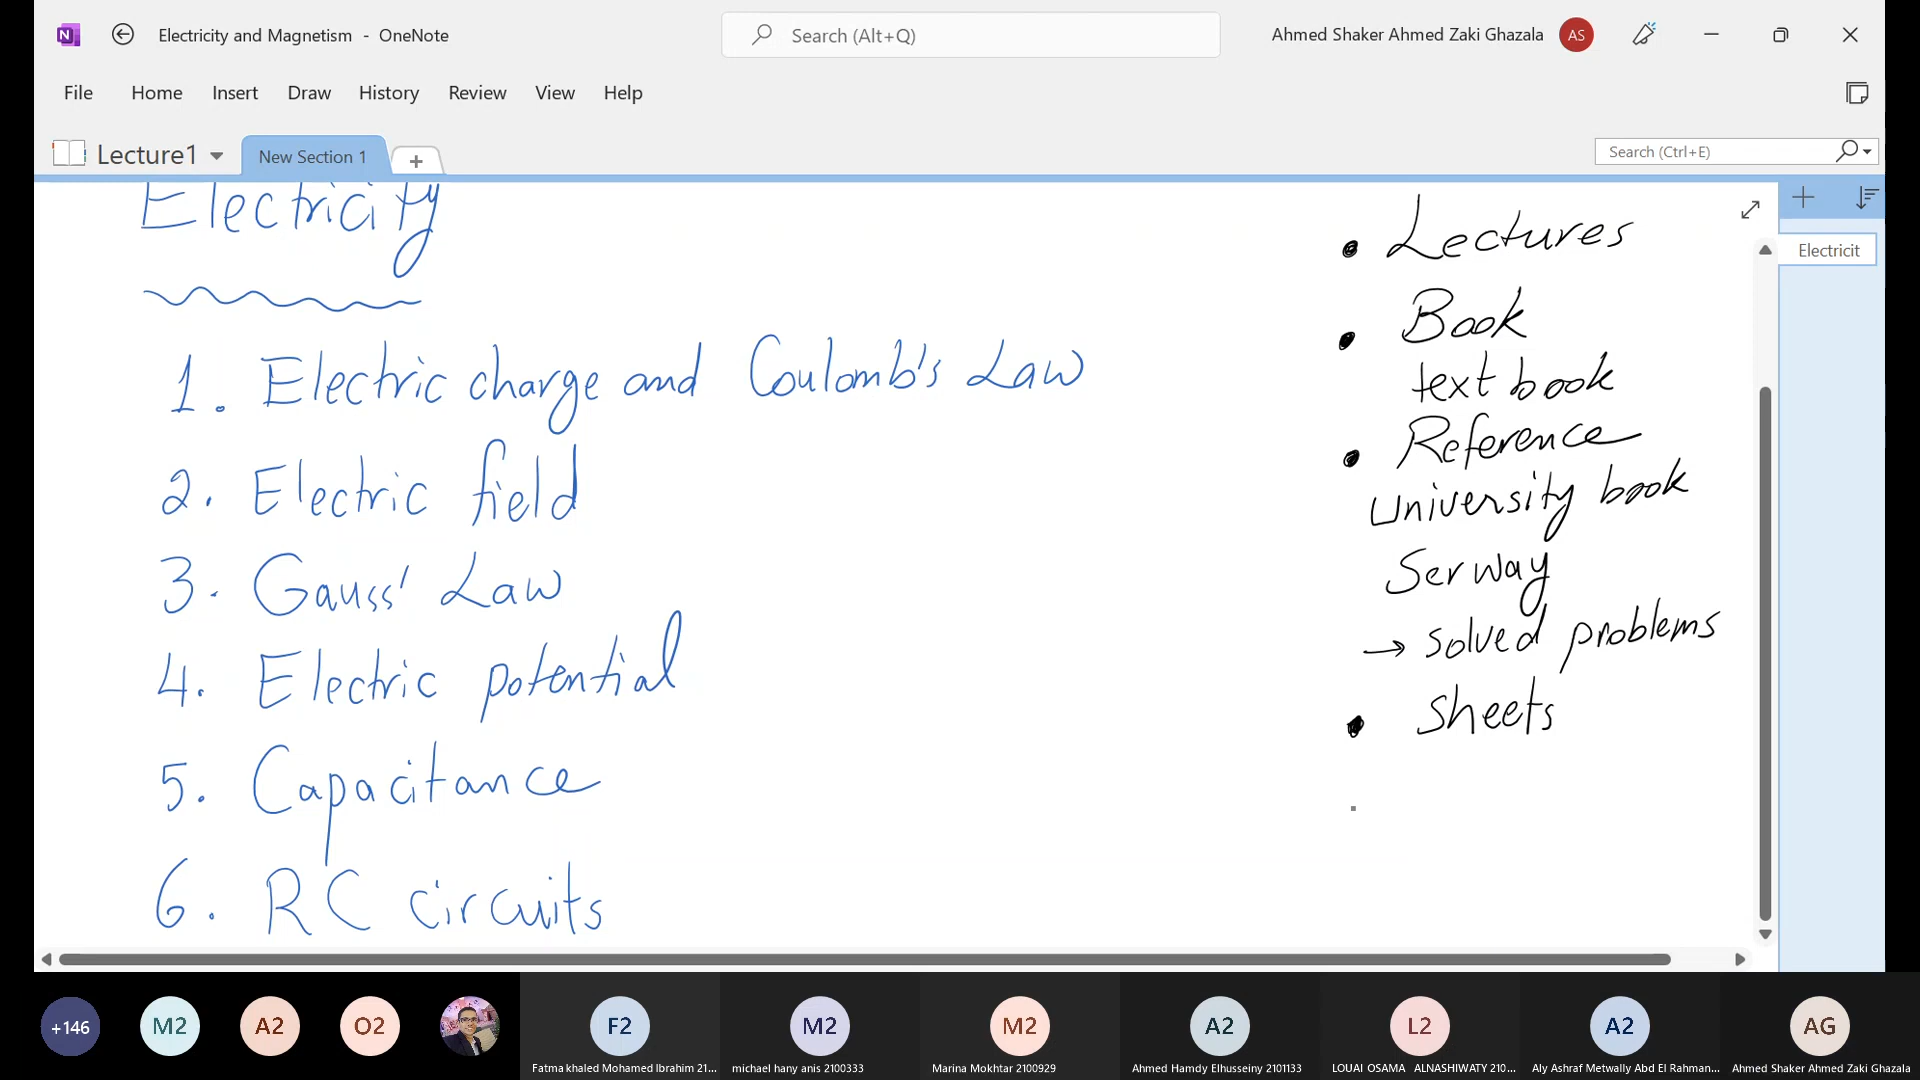 Electricity and Magnetism - OneNote
Search (Alt+Q)
Ahmed Shaker Ahmed Zaki Ghazala
AS
File Home Insert Draw History Review View Help
Lecture1
New Section 1
Search (Ctrl+E)
Electricit
Electricity
1. Electric charge and Coulomb's Law
2. Electric field
3. Gauss' Law
4. Electric potential
5. Capacitance
6. RC circuits
• Lectures
• Book
text book
• Reference
University book
Serway
→ solved problems
• Sheets
+146
M2
A2
O2
F2
Fatma khaled Mohamed Ibrahim 21...
M2
michael hany anis 2100333
M2
Marina Mokhtar 2100929
A2
Ahmed Hamdy Elhusseiny 2101133
L2
LOUAI OSAMA ALNASHIWATY 210...
A2
Aly Ashraf Metwally Abd El Rahman...
AG
Ahmed Shaker Ahmed Zaki Ghazala